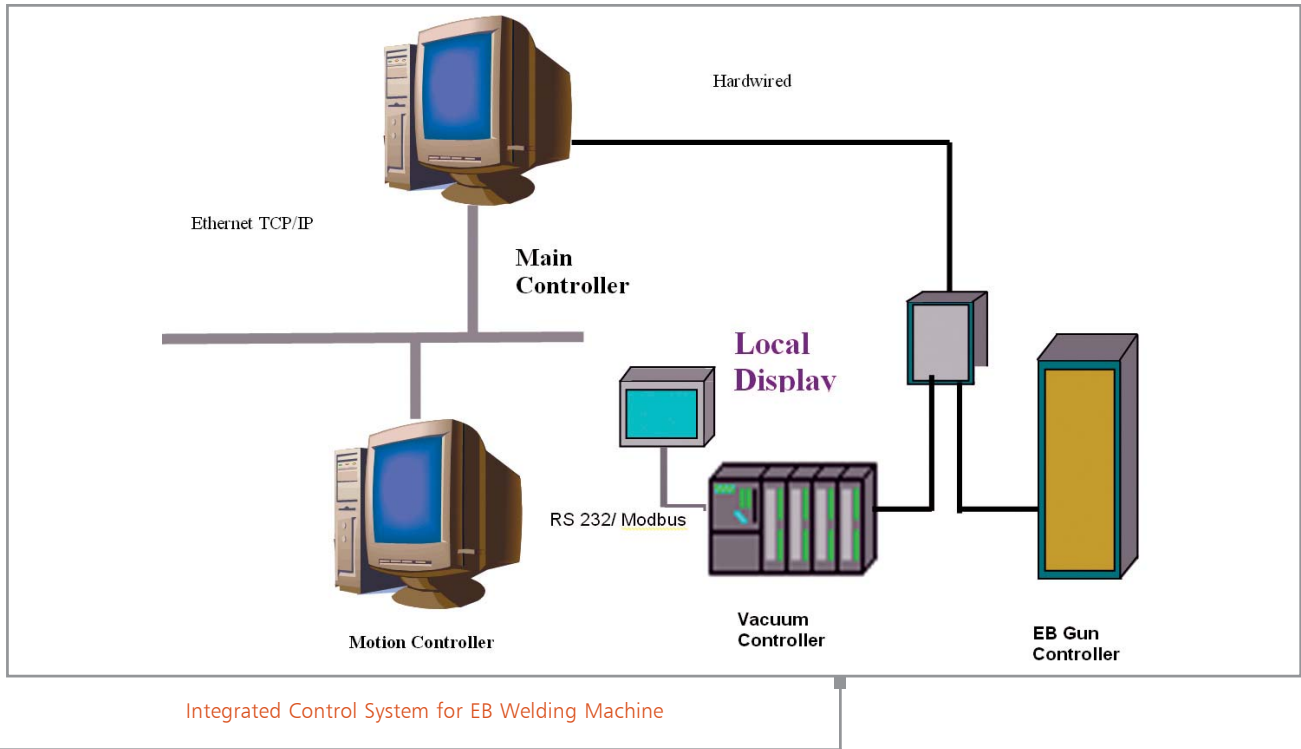 Hardwired
Ethernet TCP/IP
Main
Controller
Local
Display
RS 232/ Modbus
Motion Controller
Vacuum
Controller
EB Gun
Controller
Integrated Control System for EB Welding Machine